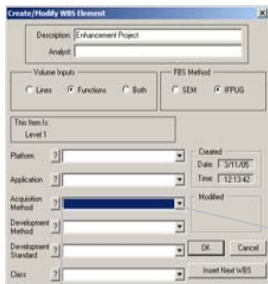 Create/Modify WBS Element
Description: Enhancement Project
Analyst:
Volume Inputs
Lines Functions Both
FBS Method
SEM IFPUG
This Item Is:
Level 1
Platform ?
Application ?
Acquisition Method ?
Development Method ?
Development Standard ?
Class ?
Created
Date: 3/11/05
Time: 12:13:42
Modified
OK Cancel
Insert Next WBS